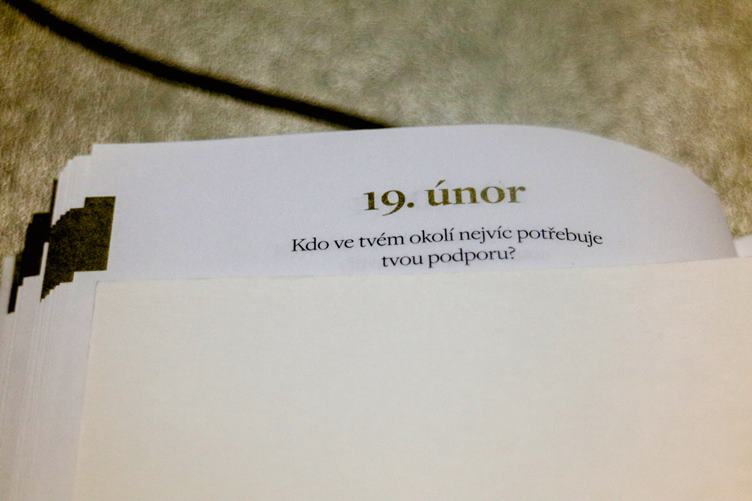 19. únor
Kdo ve tvém okolí nejvíc potřebuje
tvou podporu?